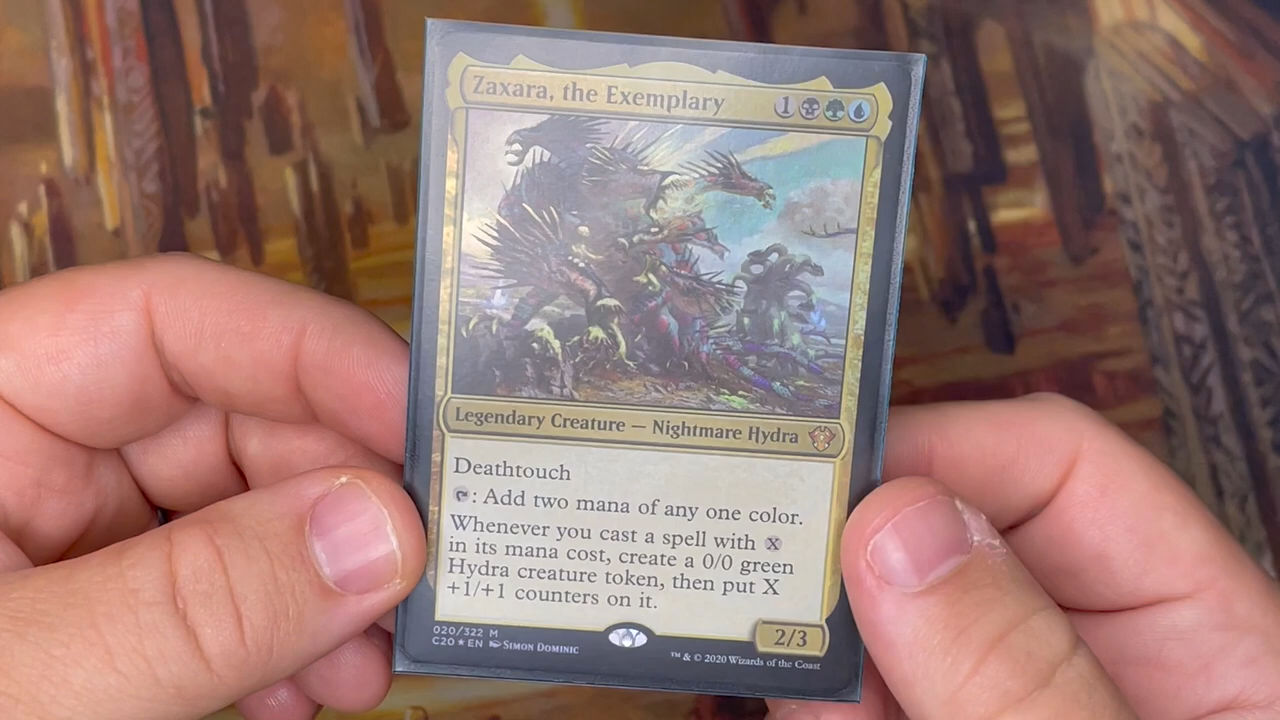 Zaxara, the Exemplary 1
Legendary Creature — Nightmare Hydra
Deathtouch
: Add two mana of any one color.
Whenever you cast a spell with X
in its mana cost, create a 0/0 green
Hydra creature token, then put X
+1/+1 counters on it.
2/3
020/322 M
C20 ★ EN SIMON DOMINIC
™ & © 2020 Wizards of the Coast